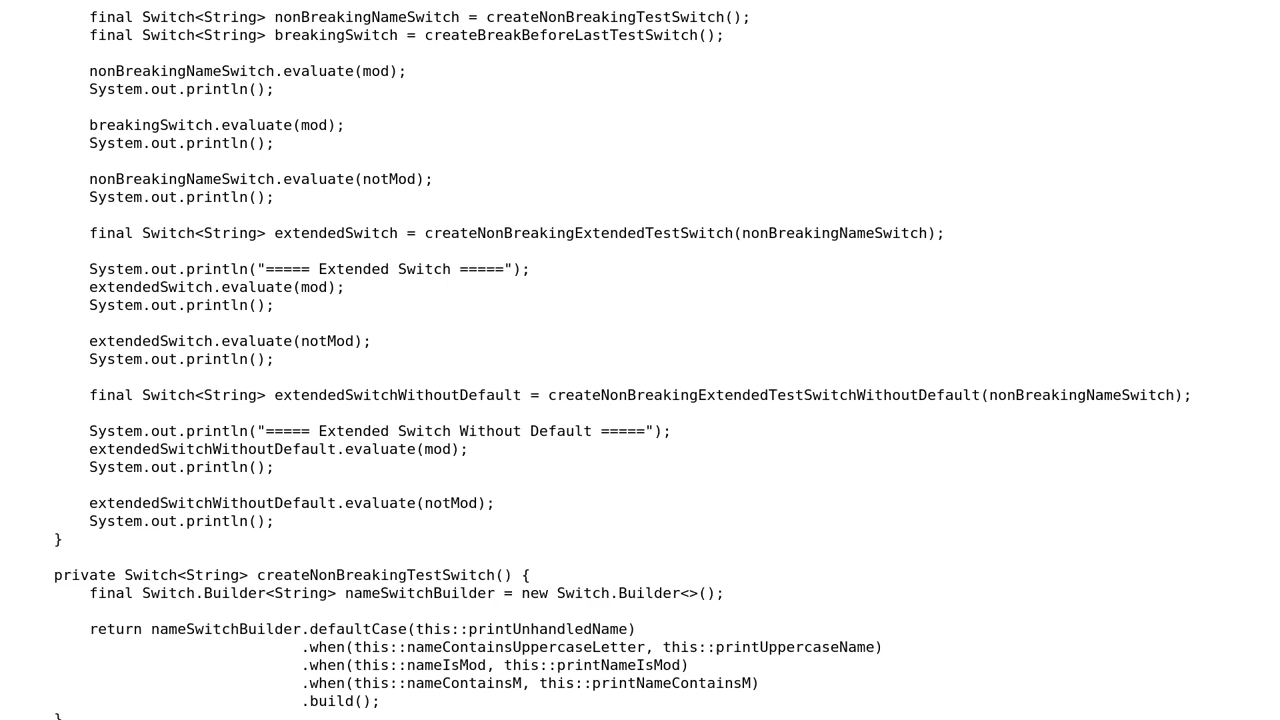 final Switch<String> nonBreakingNameSwitch = createNonBreakingTestSwitch();
final Switch<String> breakingSwitch = createBreakBeforeLastTestSwitch();
nonBreakingNameSwitch.evaluate(mod);
System.out.println();
breakingSwitch.evaluate(mod);
System.out.println();
nonBreakingNameSwitch.evaluate(notMod);
System.out.println();
final Switch<String> extendedSwitch = createNonBreakingExtendedTestSwitch(nonBreakingNameSwitch);
System.out.println("===== Extended Switch =====");
extendedSwitch.evaluate(mod);
System.out.println();
extendedSwitch.evaluate(notMod);
System.out.println();
final Switch<String> extendedSwitchWithoutDefault = createNonBreakingExtendedTestSwitchWithoutDefault(nonBreakingNameSwitch);
System.out.println("===== Extended Switch Without Default =====");
extendedSwitchWithoutDefault.evaluate(mod);
System.out.println();
extendedSwitchWithoutDefault.evaluate(notMod);
System.out.println();
}
private Switch<String> createNonBreakingTestSwitch() {
final Switch.Builder<String> nameSwitchBuilder = new Switch.Builder<>();
return nameSwitchBuilder.defaultCase(this::printUnhandledName)
.when(this::nameContainsUppercaseLetter, this::printUppercaseName)
.when(this::nameIsMod, this::printNameIsMod)
.when(this::nameContainsM, this::printNameContainsM)
.build();
}